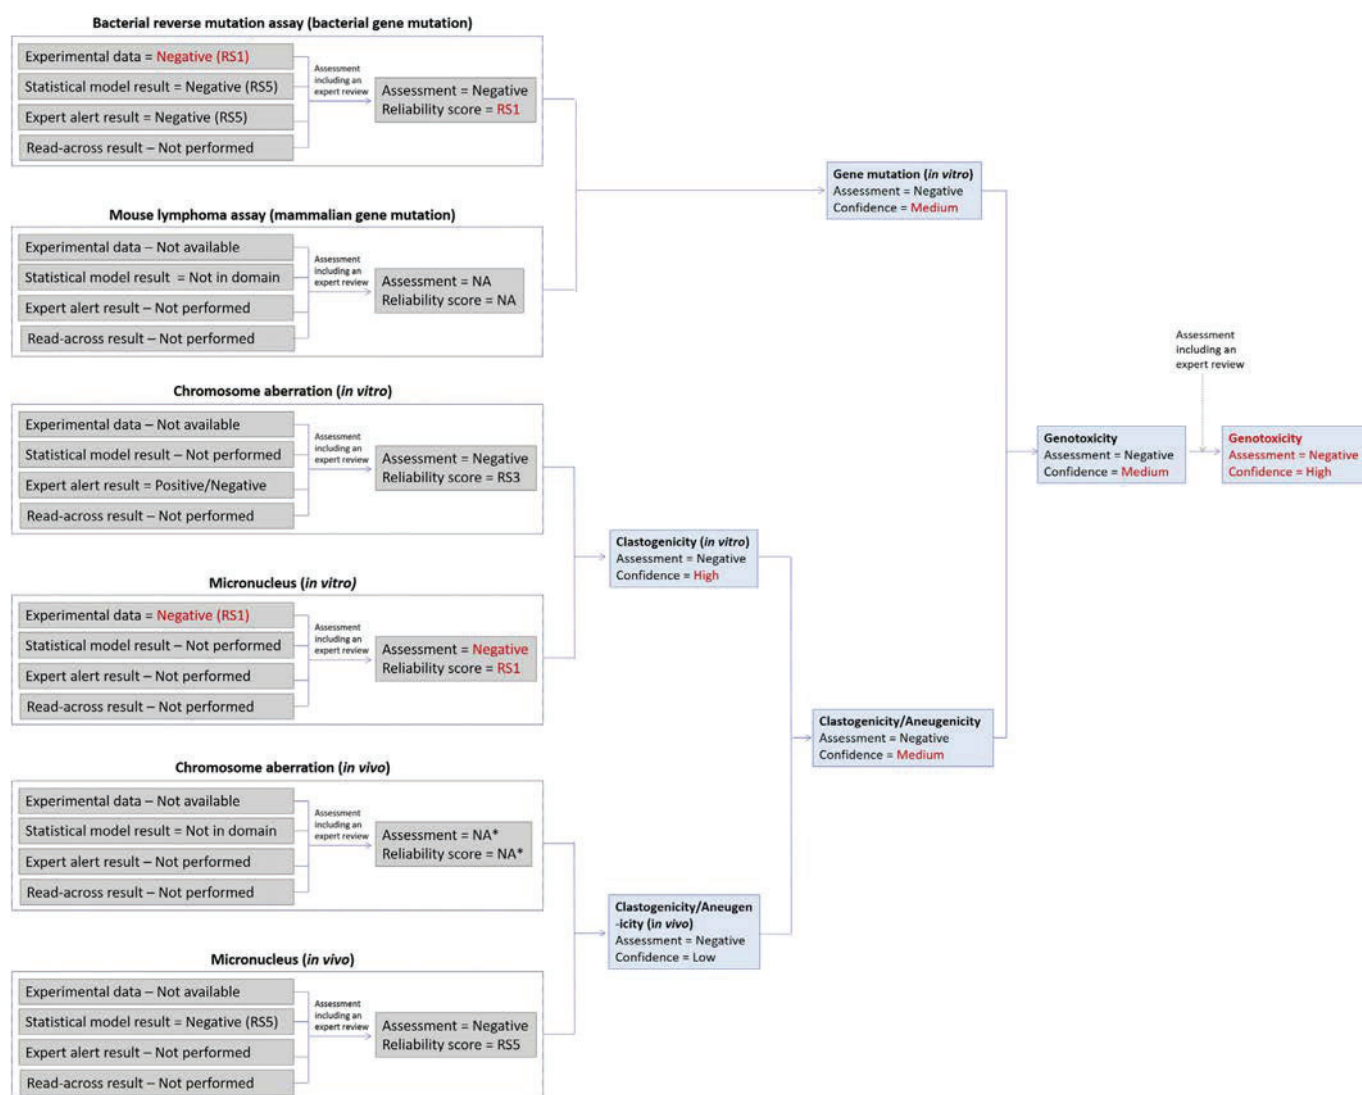 Bacterial reverse mutation assay (bacterial gene mutation)
Experimental data = Negative (RS1)
Statistical model result = Negative (RS5)
Expert alert result = Negative (RS5)
Read-across result – Not performed
Assessment
including an
expert review
Assessment = Negative
Reliability score = RS1
Mouse lymphoma assay (mammalian gene mutation)
Experimental data – Not available
Statistical model result  = Not in domain
Expert alert result – Not performed
Read-across result – Not performed
Assessment
including an
expert review
Assessment = NA
Reliability score = NA
Gene mutation (in vitro)
Assessment = Negative
Confidence = Medium
Chromosome aberration (in vitro)
Experimental data – Not available
Statistical model result – Not performed
Expert alert result = Positive/Negative
Read-across result – Not performed
Assessment
including an
expert review
Assessment = Negative
Reliability score = RS3
Micronucleus (in vitro)
Experimental data = Negative (RS1)
Statistical model result – Not performed
Expert alert result – Not performed
Read-across result – Not performed
Assessment
including an
expert review
Assessment = Negative
Reliability score = RS1
Clastogenicity (in vitro)
Assessment = Negative
Confidence = High
Chromosome aberration (in vivo)
Experimental data – Not available
Statistical model result = Not in domain
Expert alert result – Not performed
Read-across result – Not performed
Assessment
including an
expert review
Assessment = NA*
Reliability score = NA*
Micronucleus (in vivo)
Experimental data – Not available
Statistical model result = Negative (RS5)
Expert alert result – Not performed
Read-across result – Not performed
Assessment
including an
expert review
Assessment = Negative
Reliability score = RS5
Clastogenicity/Aneugen
-icity (in vivo)
Assessment = Negative
Confidence = Low
Clastogenicity/Aneugenicity
Assessment = Negative
Confidence = Medium
Genotoxicity
Assessment = Negative
Confidence = Medium
Assessment
including an
expert review
Genotoxicity
Assessment = Negative
Confidence = High